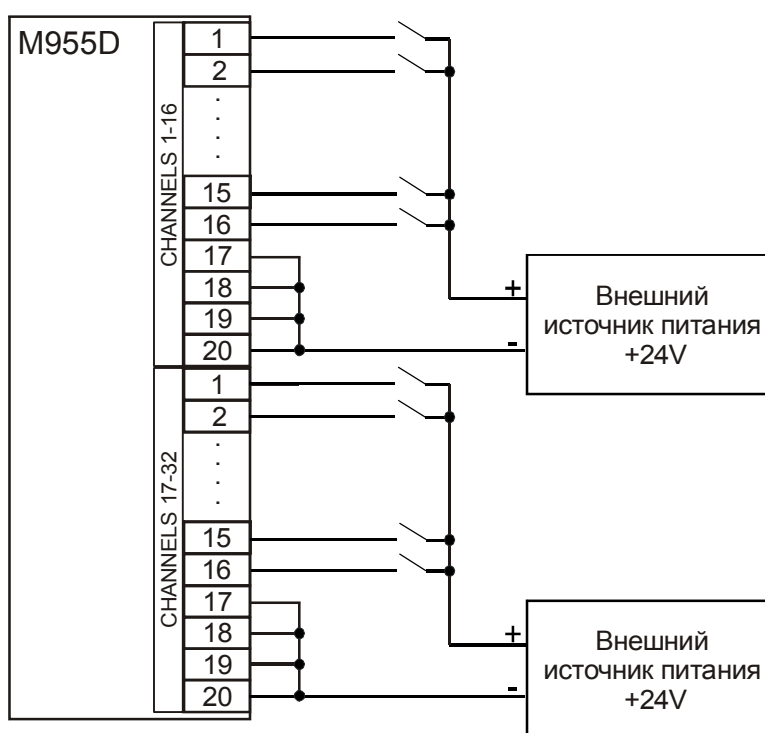 M955D
CHANNELS 1-16
1
2
15
16
17
18
19
20
+
-
Внешний
источник питания
+24V
CHANNELS 17-32
1
2
15
16
17
18
19
20
+
-
Внешний
источник питания
+24V